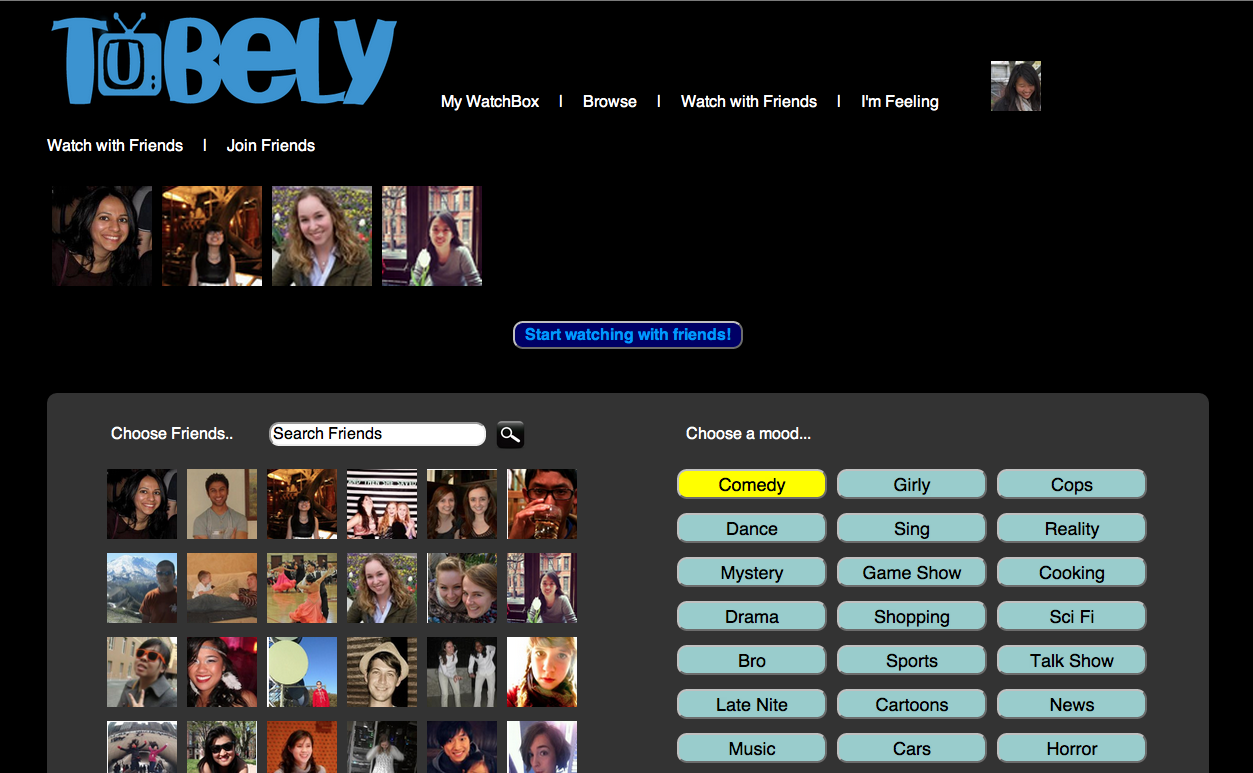 TUBELY
My WatchBox | Browse | Watch with Friends | I'm Feeling
Watch with Friends | Join Friends
Start watching with friends!
Choose Friends..
Search Friends
Choose a mood...
Comedy Girly Cops
Dance Sing Reality
Mystery Game Show Cooking
Drama Shopping Sci Fi
Bro Sports Talk Show
Late Nite Cartoons News
Music Cars Horror